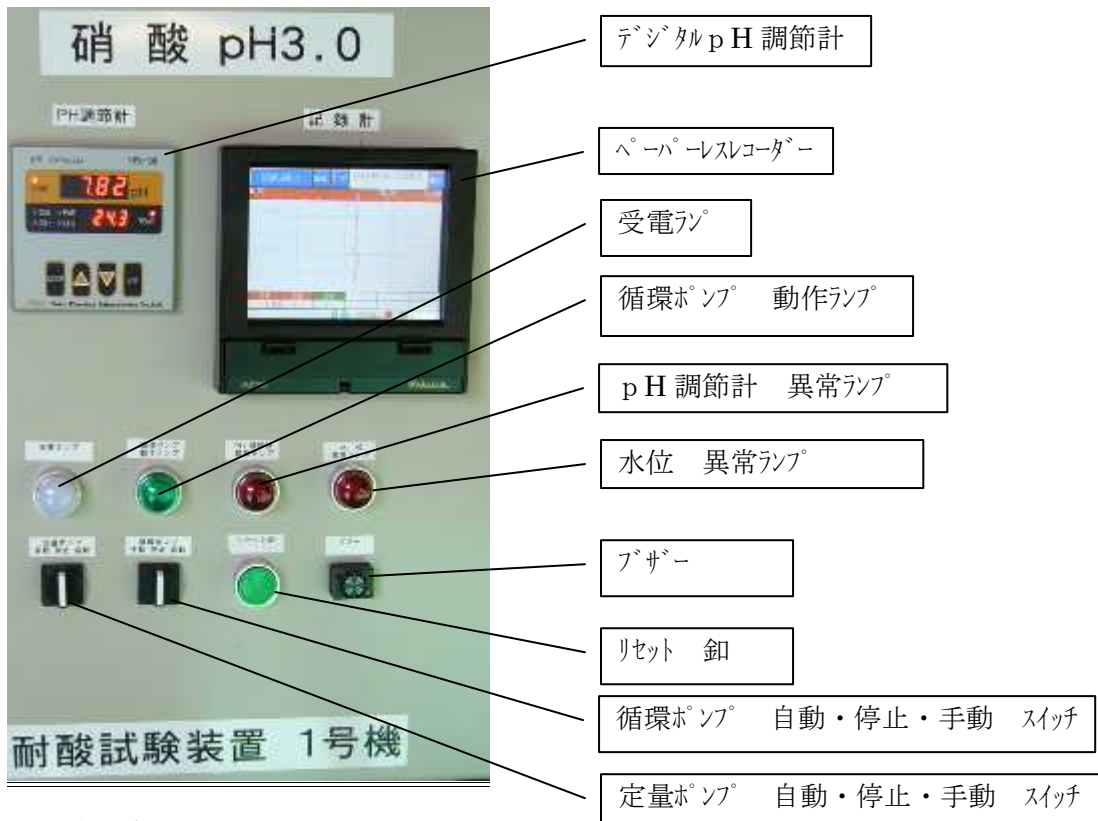 硝 酸 pH3.0
PH調節計
記 録 計
7.82 pH
24.3
耐酸試験装置 1号機
ﾃﾞｼﾞﾀﾙｐＨ調節計
ﾍﾟｰﾊﾟｰﾚｽﾚｺｰﾀﾞｰ
受電ﾗﾝﾌﾟ
循環ﾎﾟﾝﾌﾟ　動作ﾗﾝﾌﾟ
ｐＨ調節計　異常ﾗﾝﾌﾟ
水位　異常ﾗﾝﾌﾟ
ﾌﾞｻﾞｰ
ﾘｾｯﾄ　釦
循環ﾎﾟﾝﾌﾟ　自動・停止・手動　ｽｲｯﾁ
定量ﾎﾟﾝﾌﾟ　自動・停止・手動　ｽｲｯﾁ